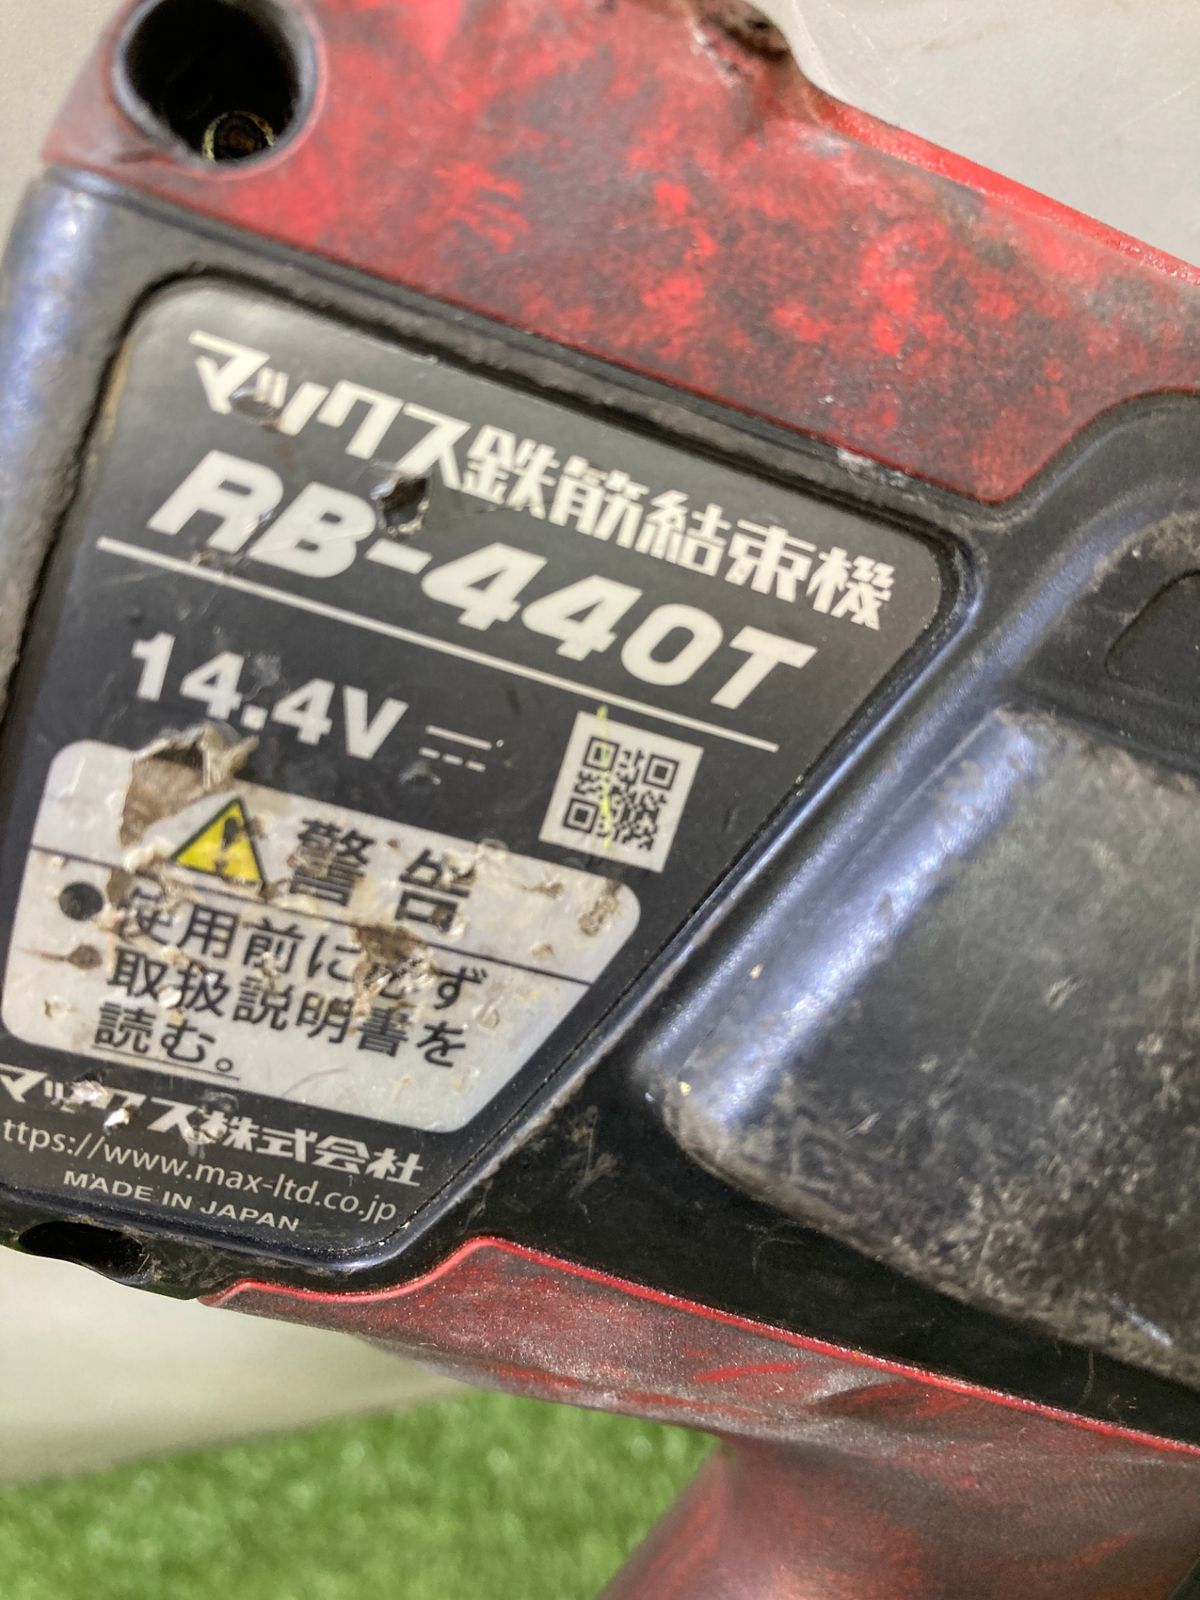 マックス鉄筋結束機
RB-440T
14.4V
警告
●使用前に必ず
取扱説明書を
読む。
マックス株式会社
ttps://www.max-ltd.co.jp
MADE IN JAPAN